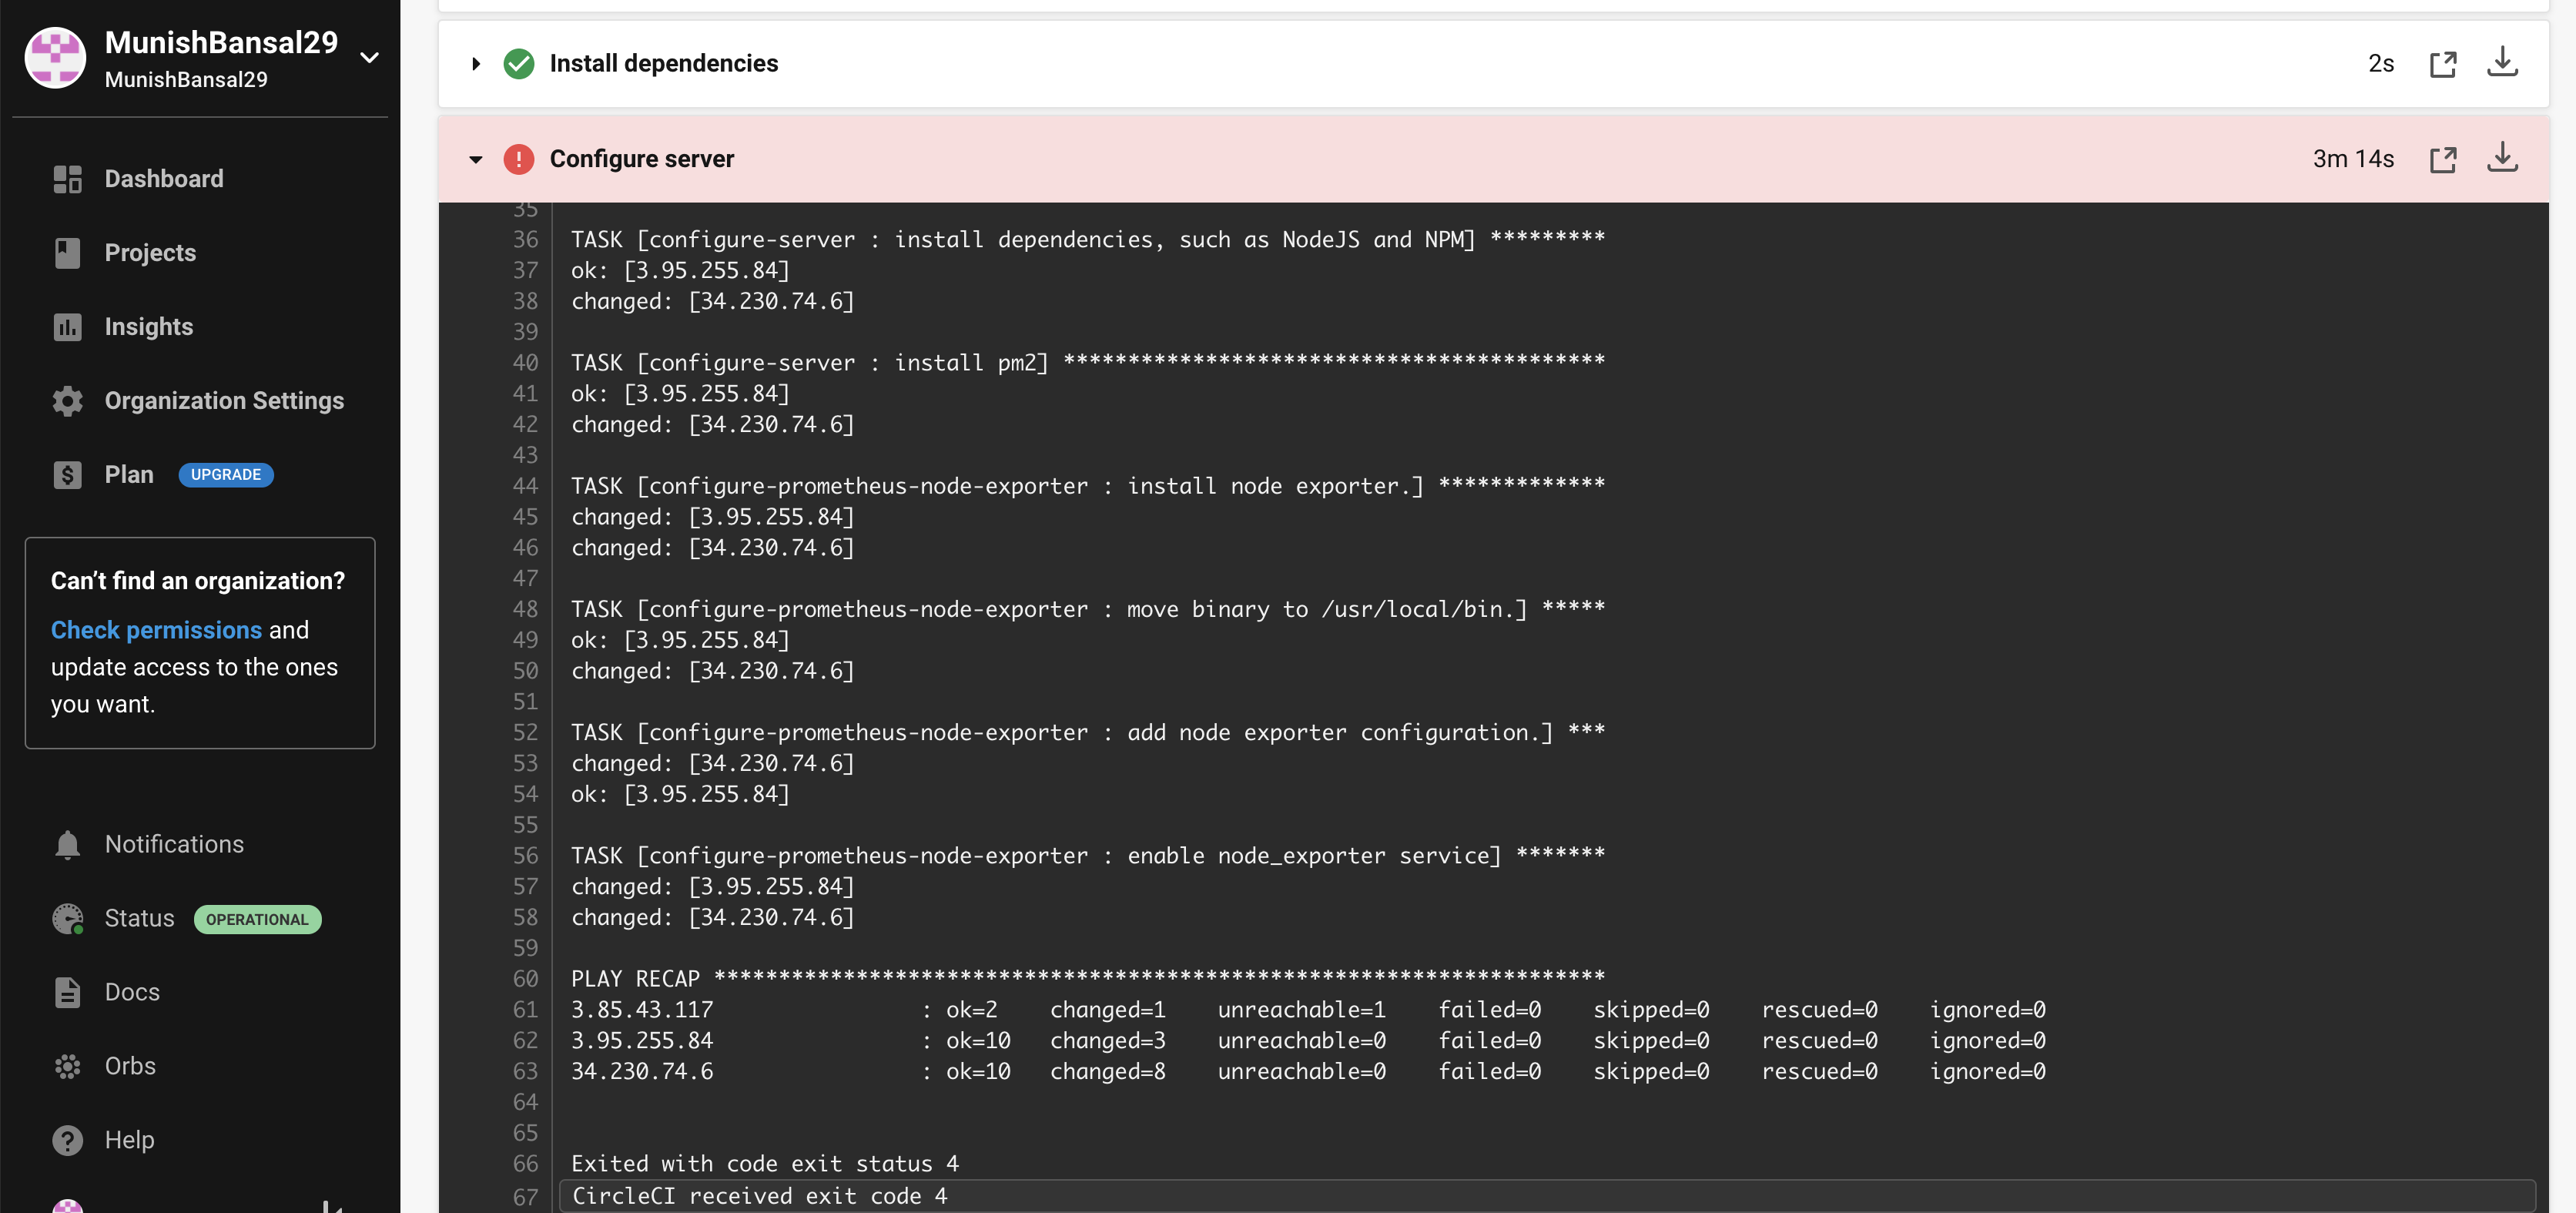 MunishBansal29
MunishBansal29
Dashboard
Projects
Insights
Organization Settings
Plan UPGRADE
Can’t find an organization?
Check permissions and
update access to the ones
you want.
Notifications
Status OPERATIONAL
Docs
Orbs
Help
Install dependencies 2s
Configure server 3m 14s
35
36 TASK [configure-server : install dependencies, such as NodeJS and NPM] *********
37 ok: [3.95.255.84]
38 changed: [34.230.74.6]
39
40 TASK [configure-server : install pm2] ******************************************
41 ok: [3.95.255.84]
42 changed: [34.230.74.6]
43
44 TASK [configure-prometheus-node-exporter : install node exporter.] *************
45 changed: [3.95.255.84]
46 changed: [34.230.74.6]
47
48 TASK [configure-prometheus-node-exporter : move binary to /usr/local/bin.] *****
49 ok: [3.95.255.84]
50 changed: [34.230.74.6]
51
52 TASK [configure-prometheus-node-exporter : add node exporter configuration.] ***
53 changed: [34.230.74.6]
54 ok: [3.95.255.84]
55
56 TASK [configure-prometheus-node-exporter : enable node_exporter service] *******
57 changed: [3.95.255.84]
58 changed: [34.230.74.6]
59
60 PLAY RECAP *********************************************************************
61 3.85.43.117 : ok=2 changed=1 unreachable=1 failed=0 skipped=0 rescued=0 ignored=0
62 3.95.255.84 : ok=10 changed=3 unreachable=0 failed=0 skipped=0 rescued=0 ignored=0
63 34.230.74.6 : ok=10 changed=8 unreachable=0 failed=0 skipped=0 rescued=0 ignored=0
64
65
66 Exited with code exit status 4
67 CircleCI received exit code 4